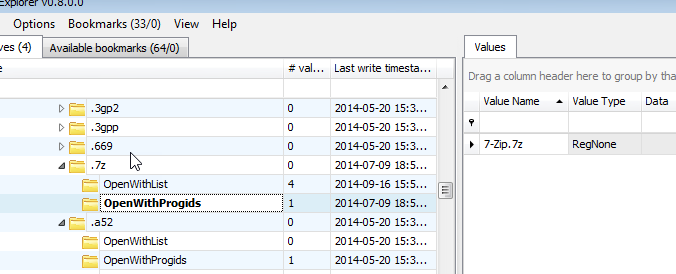 Explorer v0.8.0.0
Options Bookmarks (33/0) View Help
ves (4) Available bookmarks (64/0) Values
Drag a column header here to group by tha
e # val... Last write timesta... Value Name Value Type Data
.3gp2 0 2014-05-20 15:3...
.3gpp 0 2014-05-20 15:3...
.669 0 2014-05-20 15:3... 7-Zip.7z RegNone
.7z 0 2014-07-09 18:5...
OpenWithList 4 2014-09-16 15:5...
OpenWithProgids 1 2014-07-09 18:5...
.a52 0 2014-05-20 15:3...
OpenWithList 0 2014-05-20 15:3...
OpenWithProgids 1 2014-05-20 15:3...